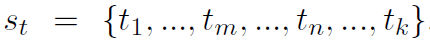 s_t = {t_1, ..., t_m, ..., t_n, ..., t_k}.